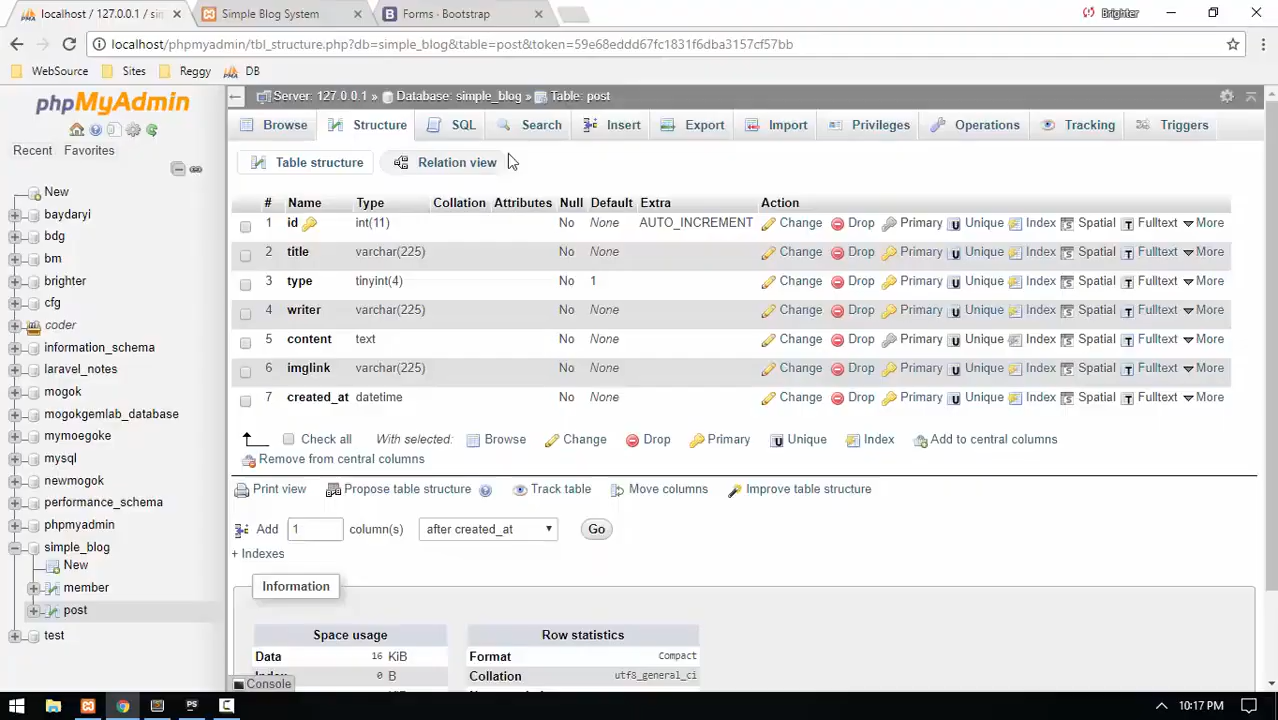 localhost / 127.0.0.1 / sim
Simple Blog System
Forms · Bootstrap
Brighter
localhost/phpmyadmin/tbl_structure.php?db=simple_blog&table=post&token=59e68eddd67fc1831f6dba3157cf57bb
WebSource Sites Reggy DB
phpMyAdmin
Recent Favorites
New
baydaryi
bdg
bm
brighter
cfg
coder
information_schema
laravel_notes
mogok
mogokgemlab_database
mymoegoke
mysql
newmogok
performance_schema
phpmyadmin
simple_blog
New
member
post
test
Server: 127.0.0.1 » Database: simple_blog » Table: post
Browse Structure SQL Search Insert Export Import Privileges Operations Tracking Triggers
Table structure Relation view
# Name Type Collation Attributes Null Default Extra Action
1 id int(11) No None AUTO_INCREMENT Change Drop Primary Unique Index Spatial Fulltext More
2 title varchar(225) No None Change Drop Primary Unique Index Spatial Fulltext More
3 type tinyint(4) No 1 Change Drop Primary Unique Index Spatial Fulltext More
4 writer varchar(225) No None Change Drop Primary Unique Index Spatial Fulltext More
5 content text No None Change Drop Primary Unique Index Spatial Fulltext More
6 imglink varchar(225) No None Change Drop Primary Unique Index Spatial Fulltext More
7 created_at datetime No None Change Drop Primary Unique Index Spatial Fulltext More
Check all With selected: Browse Change Drop Primary Unique Index Add to central columns
Remove from central columns
Print view Propose table structure Track table Move columns Improve table structure
Add 1 column(s) after created_at Go
+ Indexes
Information
Space usage Row statistics
Data 16 KiB Format Compact
Index 0 B Collation utf8_general_ci
Console
10:17 PM